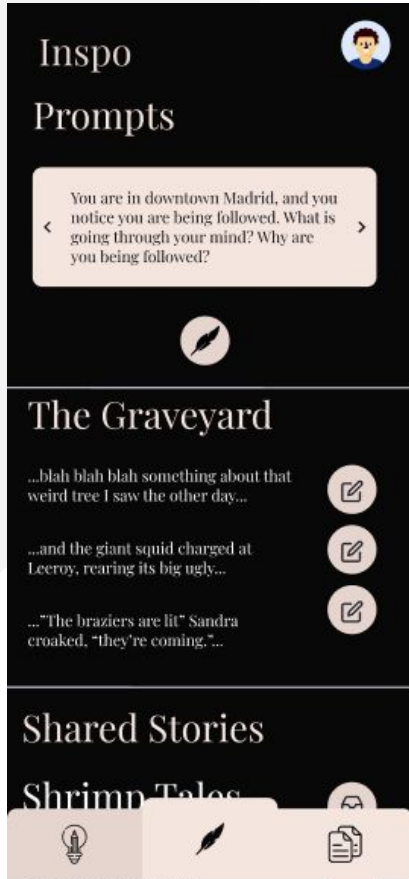 Inspo
Prompts
You are in downtown Madrid, and you
notice you are being followed. What is
going through your mind? Why are
you being followed?
The Graveyard
...blah blah blah something about that
weird tree I saw the other day...
...and the giant squid charged at
Leeroy, rearing its big ugly...
..."The braziers are lit" Sandra
croaked, “they're coming.”...
Shared Stories
Shrimp Tales